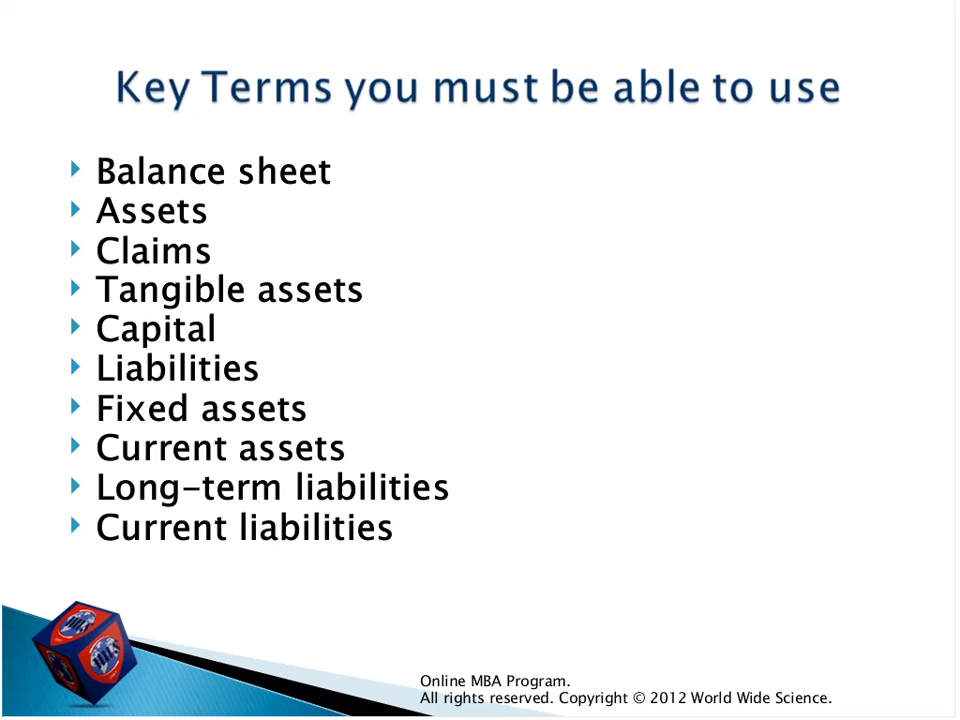 Key Terms you must be able to use
Balance sheet
Assets
Claims
Tangible assets
Capital
Liabilities
Fixed assets
Current assets
Long-term liabilities
Current liabilities
Online MBA Program.
All rights reserved. Copyright © 2012 World Wide Science.